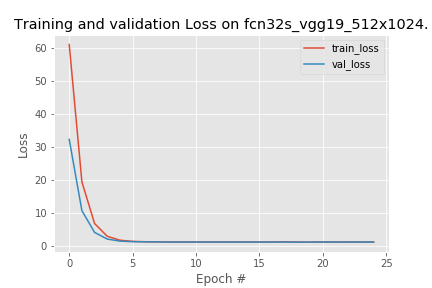 Training and validation Loss on fcn32s_vgg19_512x1024.
train_loss
val_loss
60
50
40
30
20
10
0
Loss
0 5 10 15 20 25
Epoch #